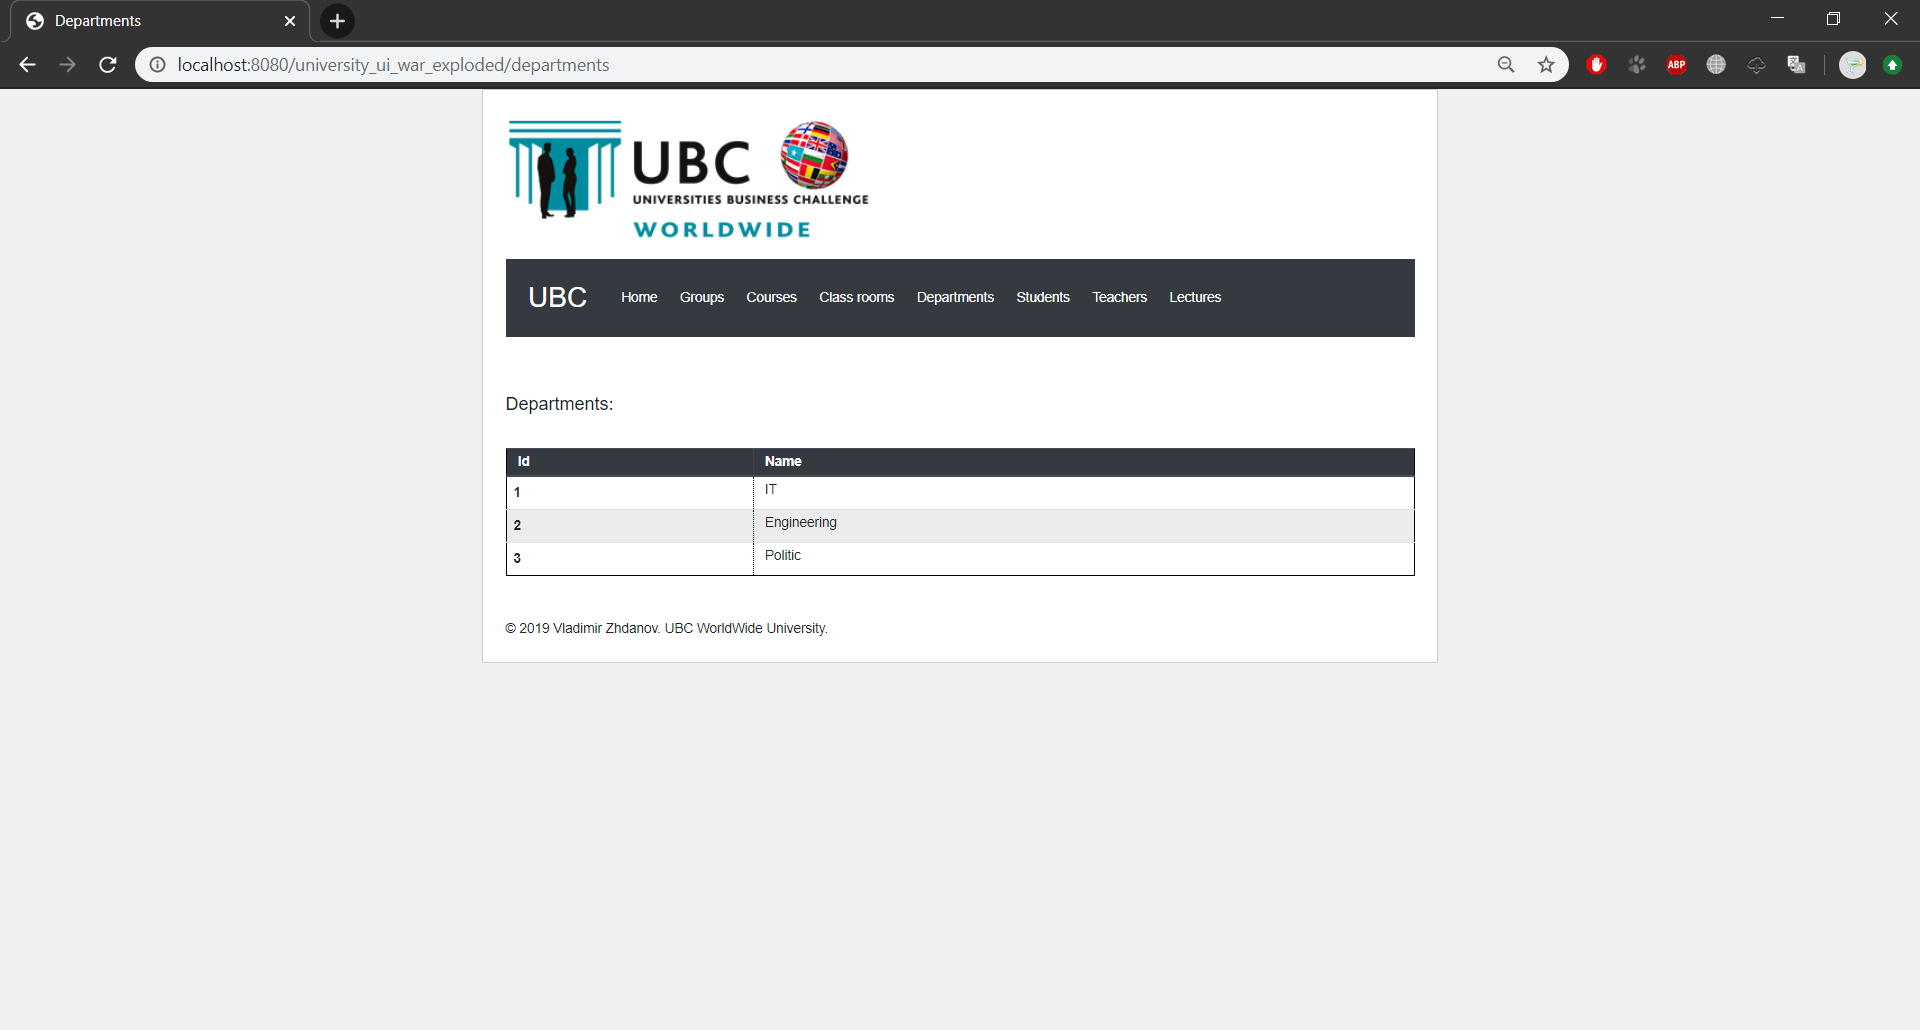 Departments
localhost:8080/university_ui_war_exploded/departments
ABP
UBC
UNIVERSITIES BUSINESS CHALLENGE
WORLDWIDE
UBC Home Groups Courses Class rooms Departments Students Teachers Lectures
Departments:
Id Name
1 IT
2 Engineering
3 Politic
© 2019 Vladimir Zhdanov. UBC WorldWide University.